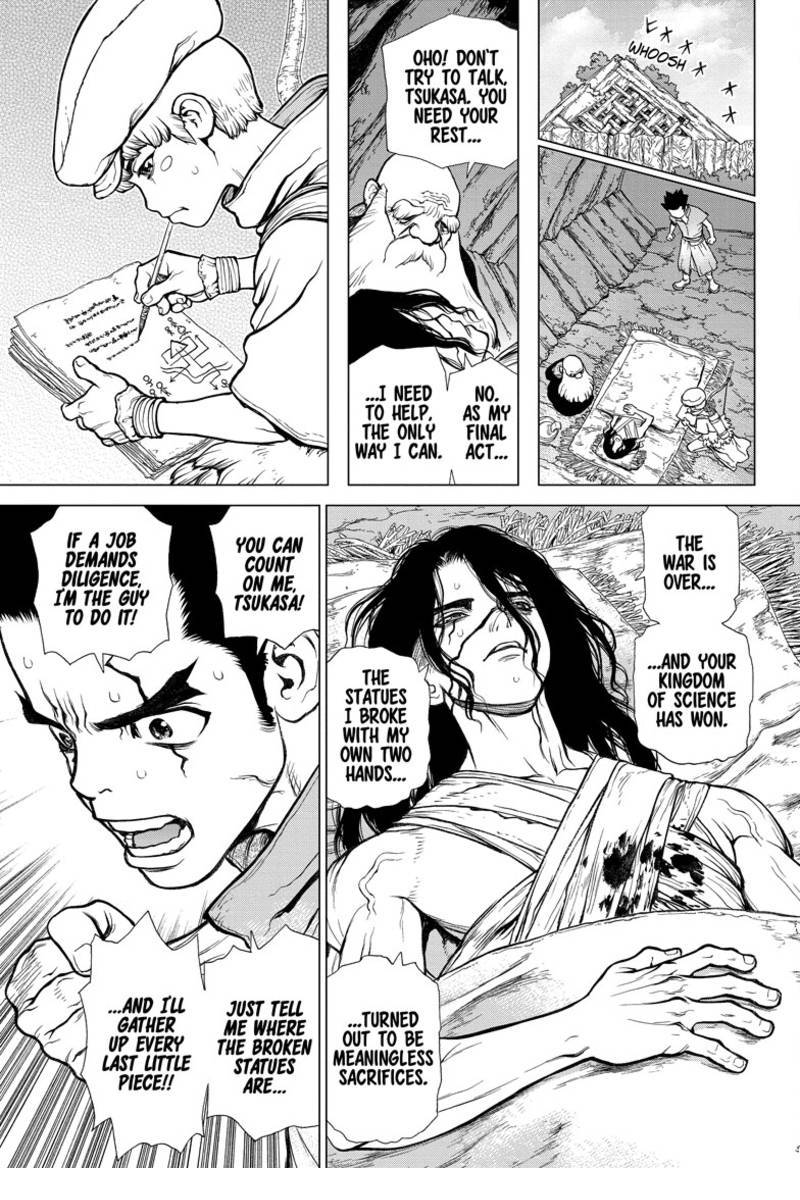 ヒ
WHOOSH
OHO! DON'T
TRY TO TALK,
TSUKASA. YOU
NEED YOUR
REST...
NO.
AS MY
FINAL
ACT...
...I NEED
TO HELP,
THE ONLY
WAY I CAN.
THE
WAR IS
OVER...
...AND YOUR
KINGDOM
OF SCIENCE
HAS WON.
THE
STATUES
I BROKE
WITH MY
OWN TWO
HANDS...
...TURNED
OUT TO BE
MEANINGLESS
SACRIFICES.
YOU CAN
COUNT
ON ME,
TSUKASA!
IF A JOB
DEMANDS
DILIGENCE,
I'M THE GUY
TO DO IT!
JUST TELL
ME WHERE
THE BROKEN
STATUES
ARE...
...AND I'LL
GATHER
UP EVERY
LAST LITTLE
PIECE!!